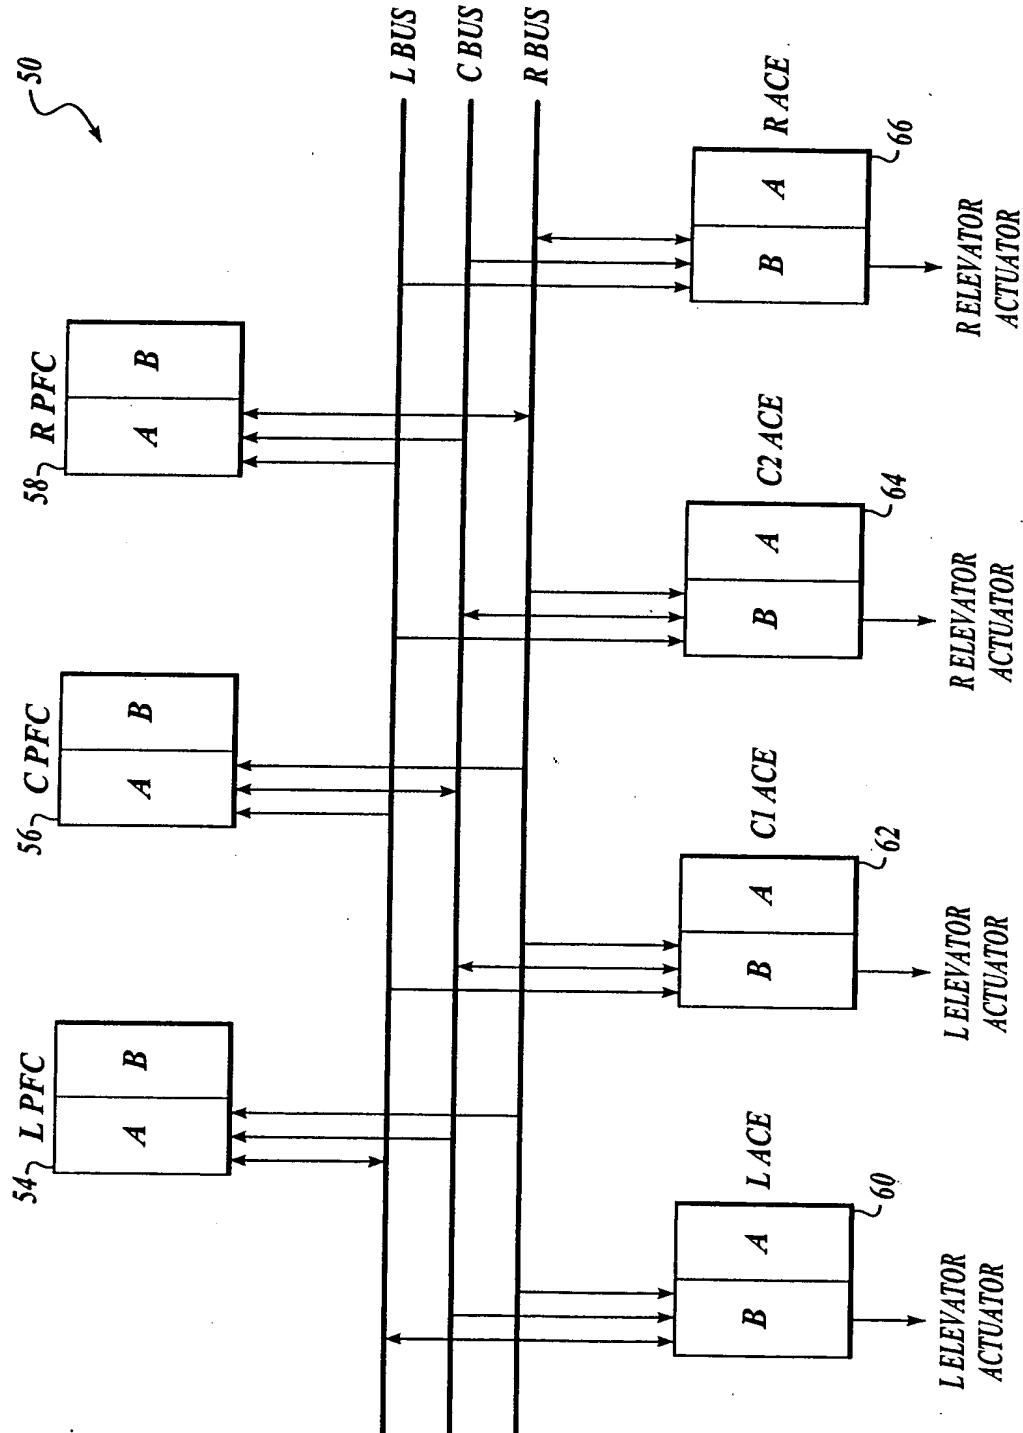 50
L PFC
54
A
B
C PFC
56
A
B
R PFC
58
A
B
L BUS
C BUS
R BUS
L ACE
B
A
60
L ELEVATOR
ACTUATOR
C1 ACE
B
A
62
L ELEVATOR
ACTUATOR
C2 ACE
B
A
64
R ELEVATOR
ACTUATOR
R ACE
B
A
66
R ELEVATOR
ACTUATOR